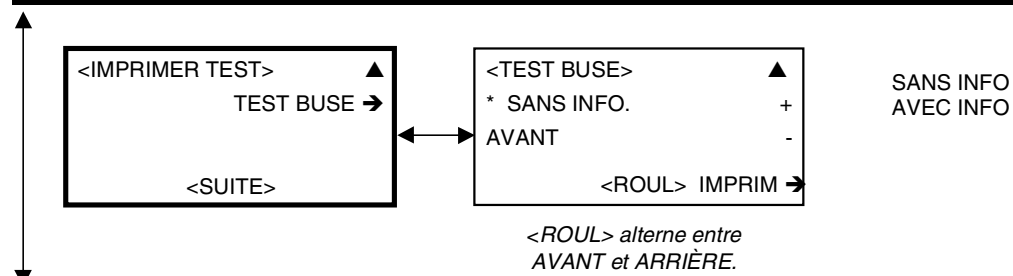 <IMPRIMER TEST> ▲
TEST BUSE ➔
<SUITE>
<TEST BUSE> ▲
* SANS INFO. +
AVANT -
<ROUL> IMPRIM ➔
<ROUL> alterne entre
AVANT et ARRIÈRE.
SANS INFO
AVEC INFO